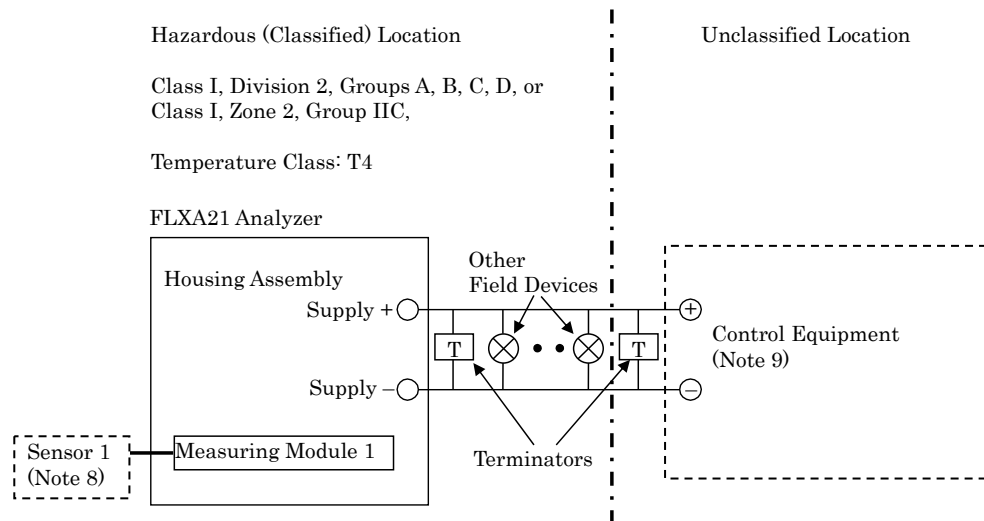 Hazardous (Classified) Location
Unclassified Location
Class I, Division 2, Groups A, B, C, D, or
Class I, Zone 2, Group IIC,
Temperature Class: T4
FLXA21 Analyzer
Housing Assembly
Other
Field Devices
Supply +
+
T
T
Control Equipment
(Note 9)
Supply –
–
Sensor 1
(Note 8)
Measuring Module 1
Terminators